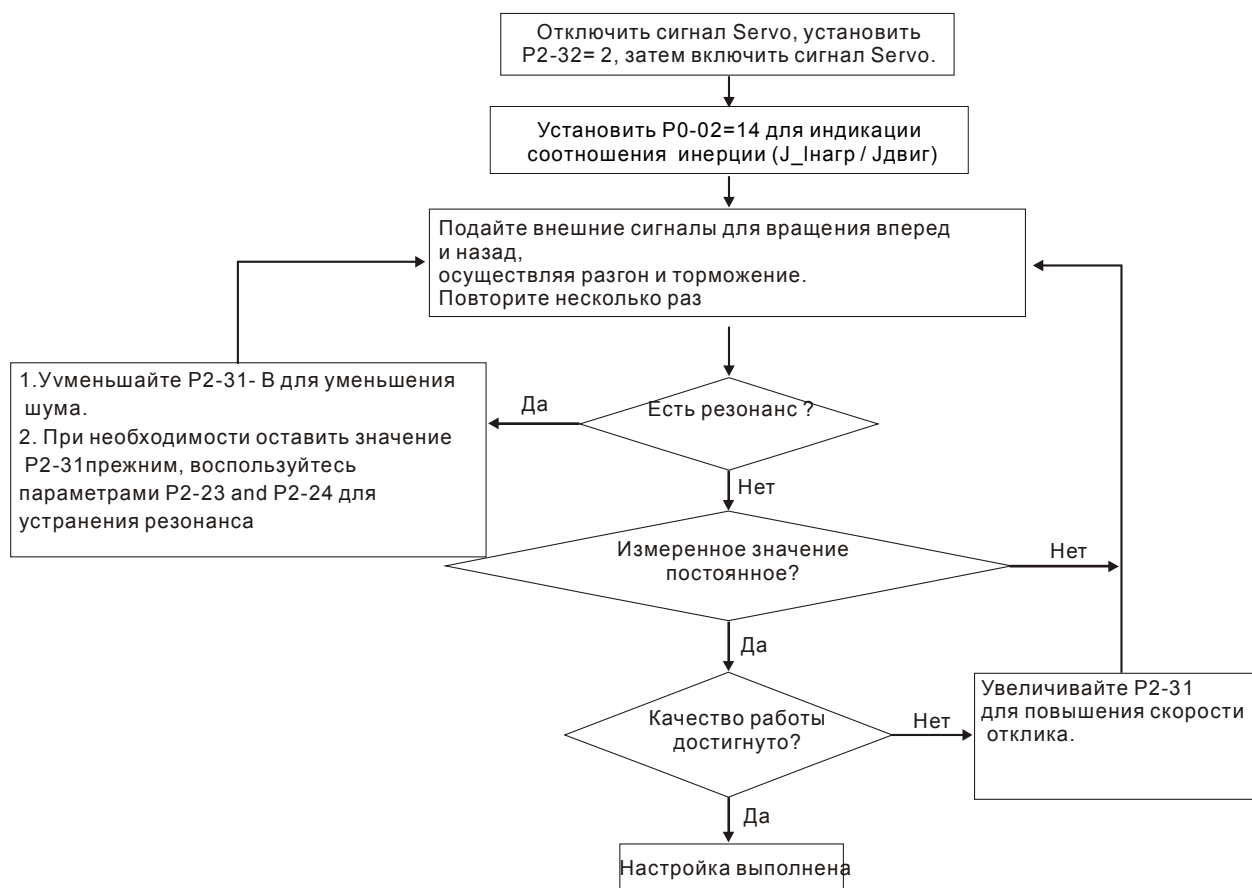 Отключить сигнал Servo, установить
P2-32= 2, затем включить сигнал Servo.
Установить P0-02=14 для индикации
соотношения инерции (J_lнагр / Jдвиг)
Подайте внешние сигналы для вращения вперед
и назад,
осуществляя разгон и торможение.
Повторите несколько раз
1.Уvменьшайте P2-31- B для уменьшения
шума.
2. При необходимости оставить значение
P2-31прежним, воспользуйтесь
параметрами P2-23 and P2-24 для
устранения резонанса
Да
Есть резонанс ?
Нет
Измеренное значение
постоянное?
Нет
Да
Качество работы
достигнуто?
Нет
Увеличивайте P2-31
для повышения скорости
отклика.
Да
Настройка выполнена